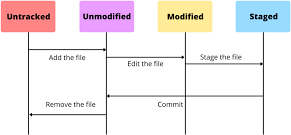 Untracked
Unmodified
Modified
Staged
Add the file
Edit the file
Stage the file
Commit
Remove the file